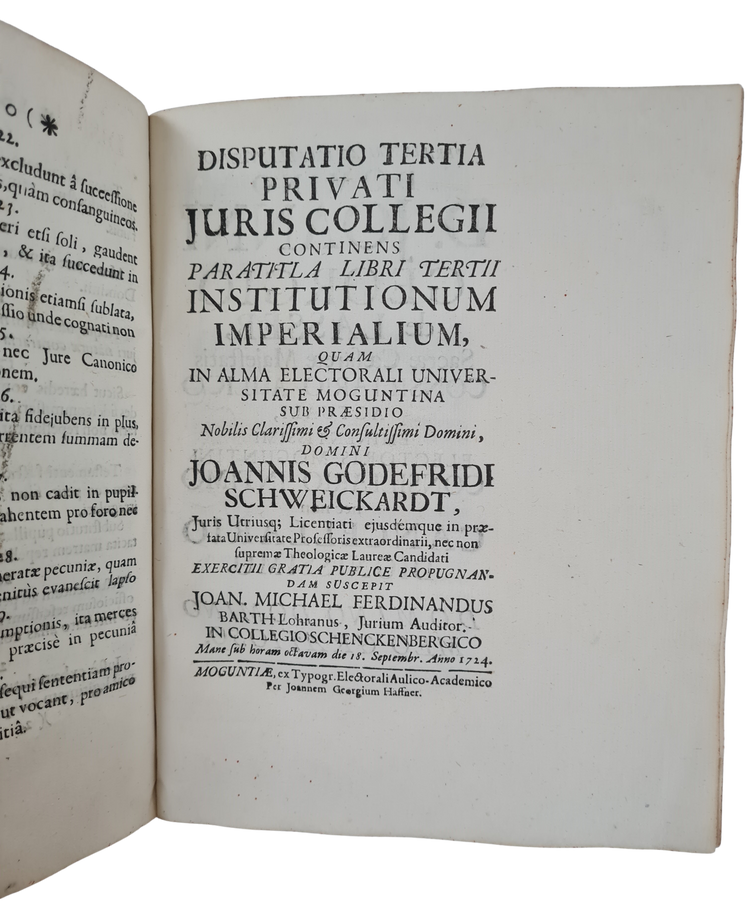 o ( *
22.
xcludunt â successione
s, quàm consanguineos.
23.
eri etsi soli, gaudent
, & ita succedunt in
4.
ionis etiamsi sublata,
ssio unde cognati non
5.
nec Jure Canonico
onem.
6.
ita fidejubens in plus,
rrentem summam de-
7.
s non cadit in pupil-
ahentem pro foro nec
28.
neratæ pecuniæ, quam
enitùs evanescit lapso
9.
mptionis, ita merces
præcisè in pecuniâ
sequi sententiam pro-
ut vocant, pro amico
itiâ.
DISPUTATIO TERTIA
PRIVATI
JURIS COLLEGII
CONTINENS
PARATITLA LIBRI TERTII
INSTITUTIONUM
IMPERIALIUM,
QUAM
IN ALMA ELECTORALI UNIVER-
SITATE MOGUNTINA
SUB PRÆSIDIO
Nobilis Clarissimi & Consultissimi Domini,
DOMINI
JOANNIS GODEFRIDI
SCHWEICKARDT,
Juris Utriusq; Licentiati ejusdémque in præ-
fata Universitate Professoris extraordinarii, nec non
supremæ Theologicæ Laureæ Candidati
EXERCITII GRATIA PUBLICE PROPUGNAN-
DAM SUSCEPIT
JOAN. MICHAEL FERDINANDUS
BARTH Lohranus, Jurium Auditor.
IN COLLEGIO SCHENCKENBERGICO
Mane sub horam octavam die 18. Septembr. Anno 1724.
MOGUNTIÆ, ex Typogr. Electorali Aulico-Academico
Per Joannem Georgium Haffner.